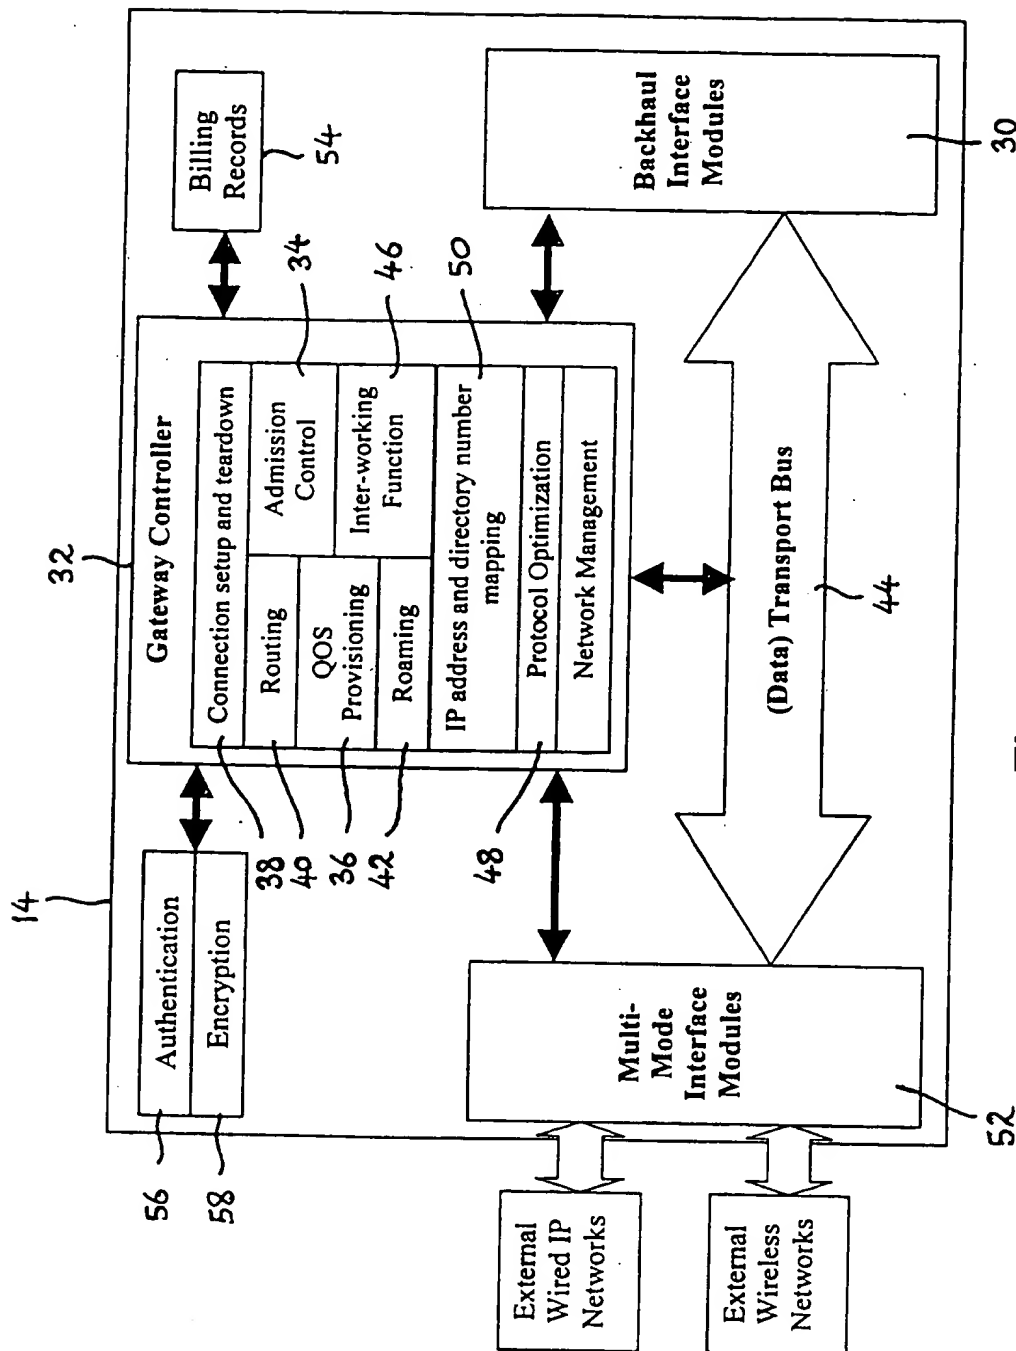 14
32
Authentication
Encryption
56
58
Gateway Controller
Connection setup and teardown
Routing
Admission
Control
QOS
Provisioning
Inter-working
Function
Roaming
IP address and directory number
mapping
Protocol Optimization
Network Management
38
40
36
42
48
34
46
50
Billing
Records
54
External
Wired IP
Networks
External
Wireless
Networks
Multi-
Mode
Interface
Modules
52
(Data) Transport Bus
44
Backhaul
Interface
Modules
30